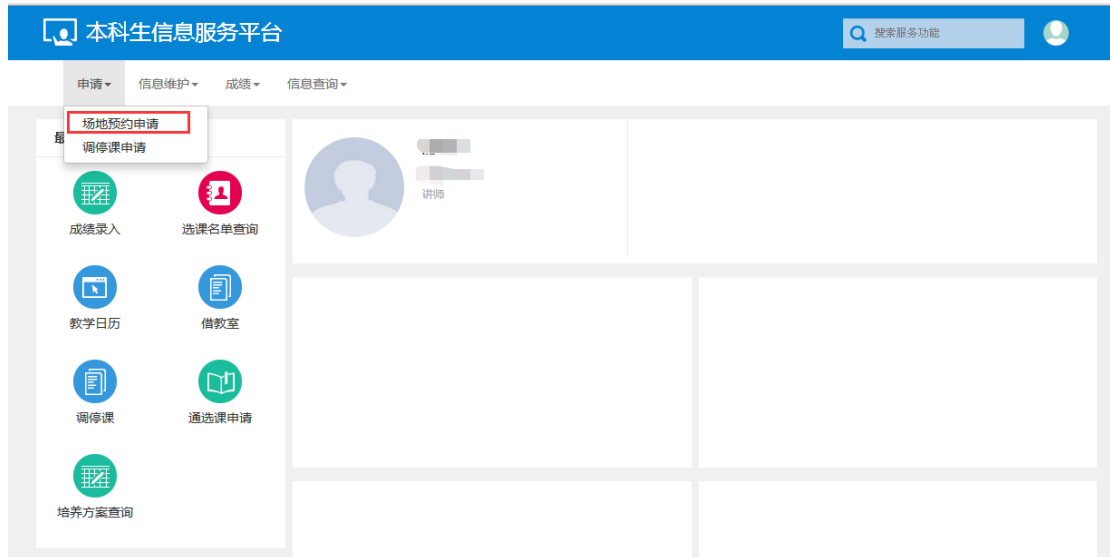 本科生信息服务平台
搜索服务功能
申请 信息维护 成绩 信息查询
场地预约申请
调停课申请
讲师
成绩录入 选课名单查询
教学日历 借教室
调停课 通选课申请
培养方案查询